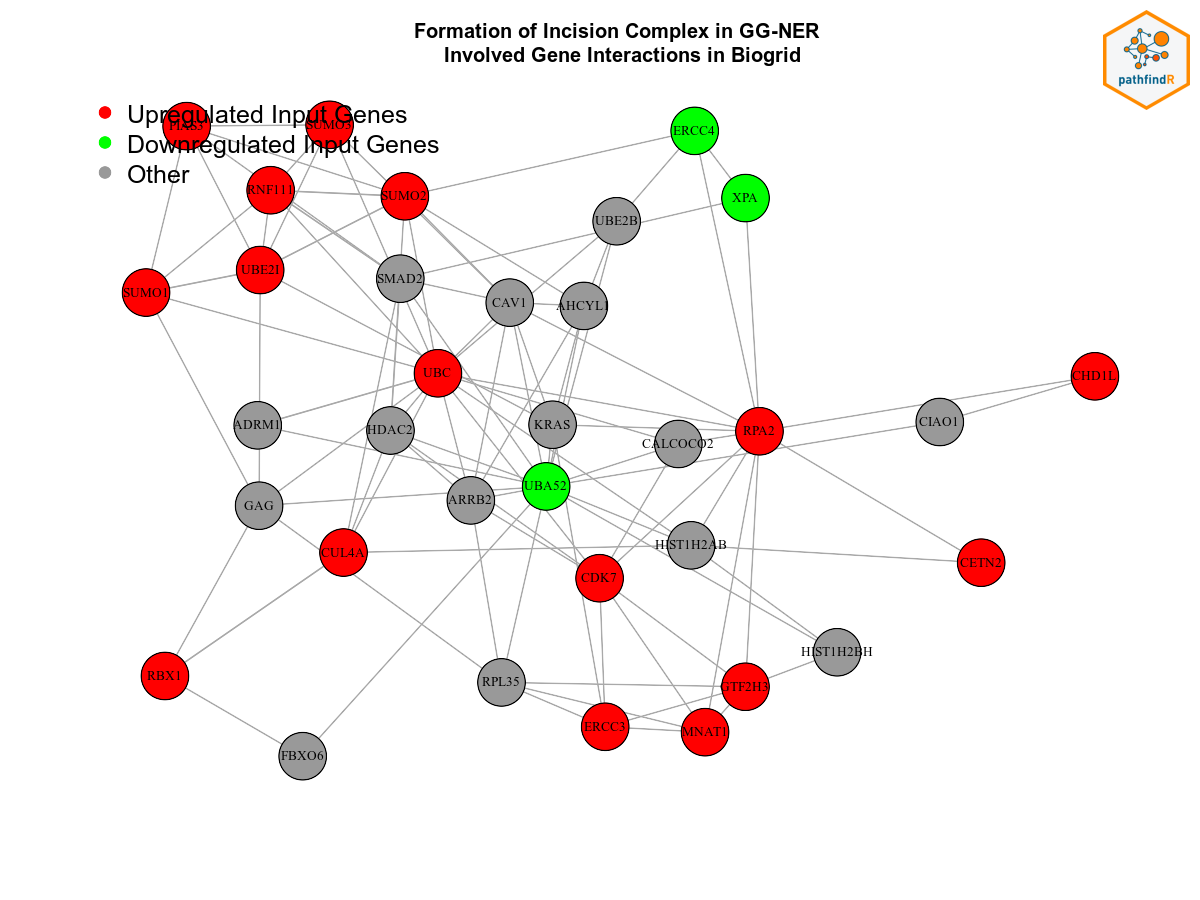 Formation of Incision Complex in GG-NER
Involved Gene Interactions in Biogrid
pathfindR
Upregulated Input Genes
Downregulated Input Genes
Other
PIAS3
SUMO3
ERCC4
RNF111
SUMO2
XPA
UBE2B
UBE2I
SMAD2
SUMO1
CAV1
AHCYL1
UBC
CHD1L
ADRM1
HDAC2
KRAS
CALCOCO2
RPA2
CIAO1
UBA52
GAG
ARRB2
CUL4A
HIST1H2AB
CDK7
CETN2
HIST1H2BH
RBX1
RPL35
GTF2H3
ERCC3
MNAT1
FBXO6